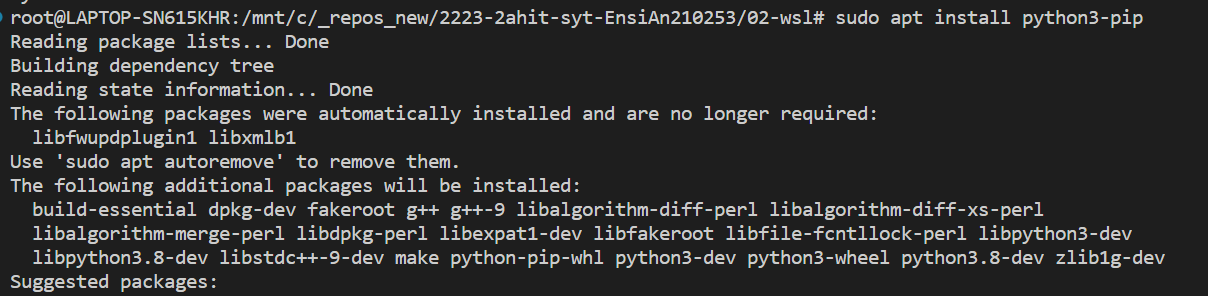 root@LAPTOP-SN615KHR:/mnt/c/_repos_new/2223-2ahit-syt-EnsiAn210253/02-wsl# sudo apt install python3-pip
Reading package lists... Done
Building dependency tree
Reading state information... Done
The following packages were automatically installed and are no longer required:
  libfwupdplugin1 libxmlb1
Use 'sudo apt autoremove' to remove them.
The following additional packages will be installed:
  build-essential dpkg-dev fakeroot g++ g++-9 libalgorithm-diff-perl libalgorithm-diff-xs-perl
  libalgorithm-merge-perl libdpkg-perl libexpat1-dev libfakeroot libfile-fcntllock-perl libpython3-dev
  libpython3.8-dev libstdc++-9-dev make python-pip-whl python3-dev python3-wheel python3.8-dev zlib1g-dev
Suggested packages: